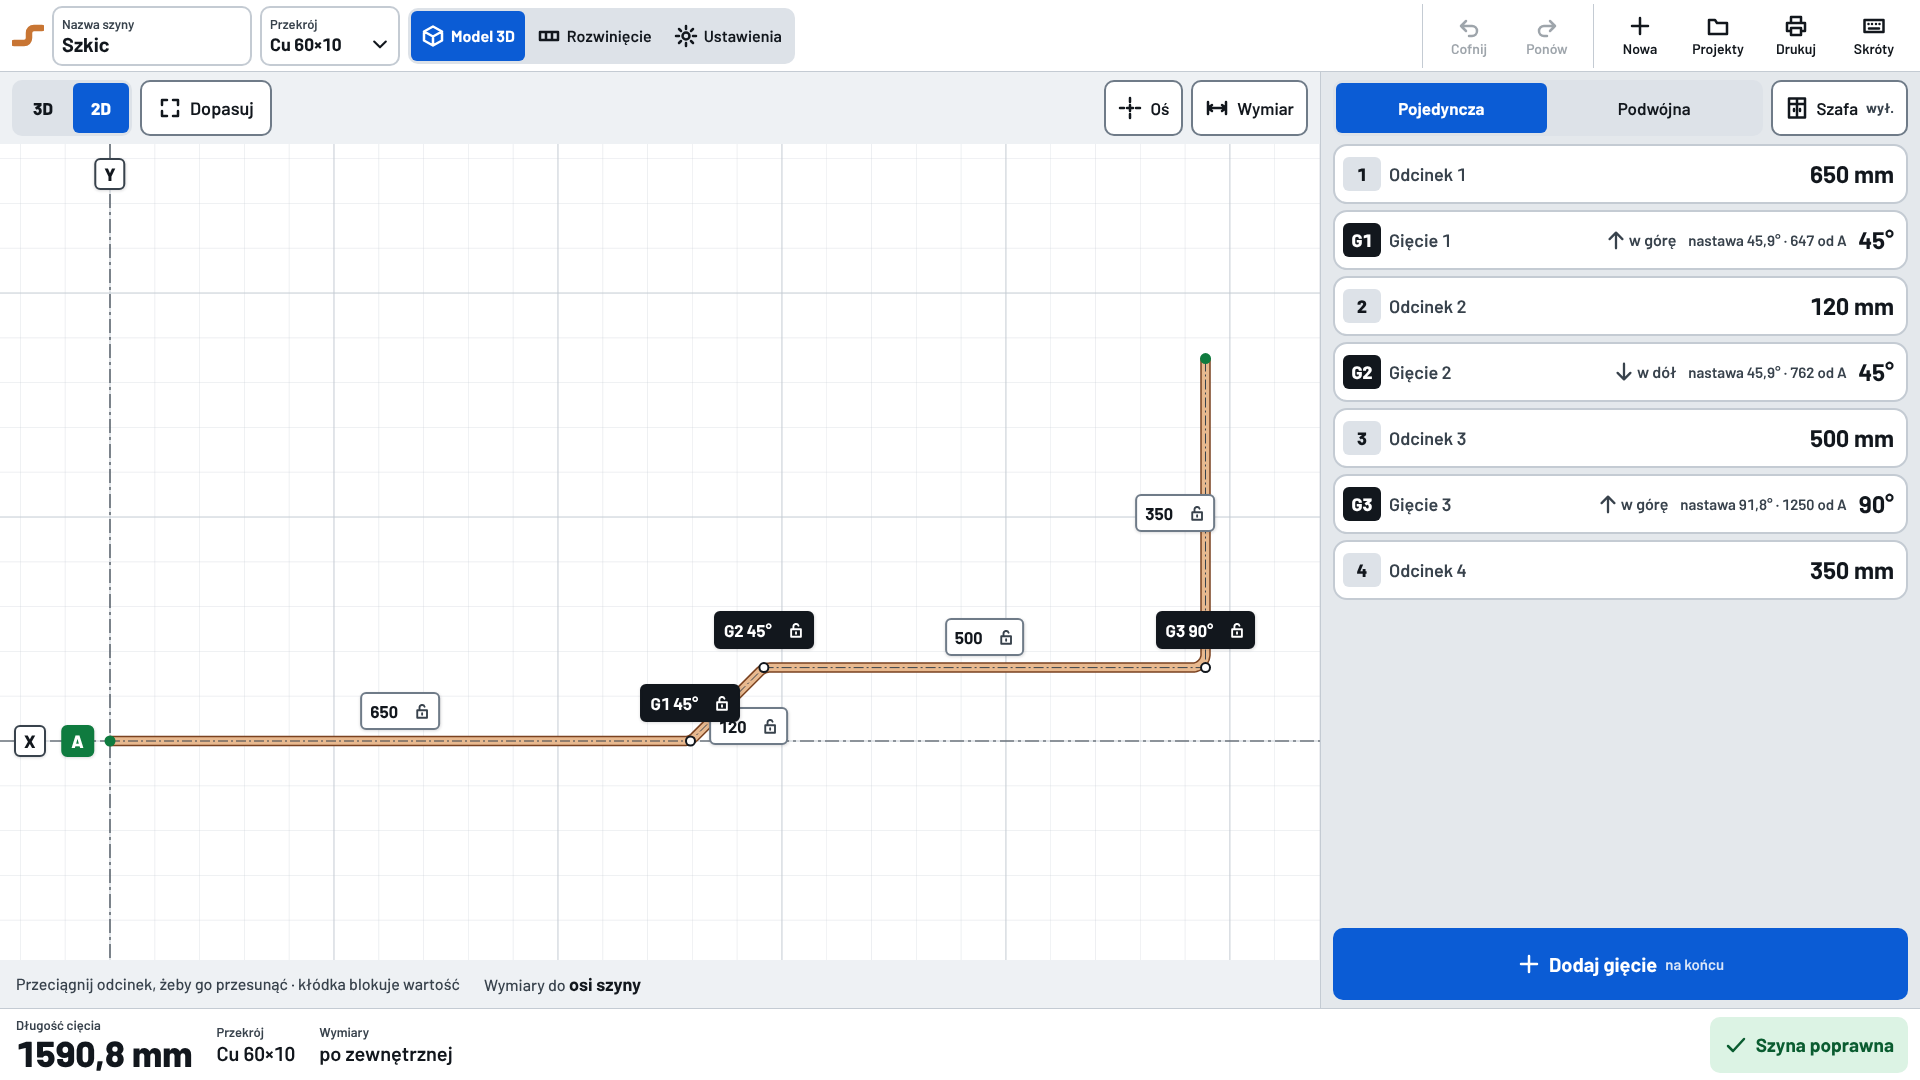 Nazwa szyny
Szkic
Przekrój
Cu 60×10
Model 3D
Rozwinięcie
Ustawienia
Cofnij
Ponów
Nowa
Projekty
Drukuj
Skróty
3D
2D
Dopasuj
Oś
Wymiar
Pojedyncza
Podwójna
Szafa wył.
Y
X
A
650
G1 45°
120
G2 45°
500
G3 90°
350
1 Odcinek 1 650 mm
G1 Gięcie 1 w górę nastawa 45,9° · 647 od A 45°
2 Odcinek 2 120 mm
G2 Gięcie 2 w dół nastawa 45,9° · 762 od A 45°
3 Odcinek 3 500 mm
G3 Gięcie 3 w górę nastawa 91,8° · 1250 od A 90°
4 Odcinek 4 350 mm
Dodaj gięcie na końcu
Przeciągnij odcinek, żeby go przesunąć · kłódka blokuje wartość
Wymiary do osi szyny
Długość cięcia
1590,8 mm
Przekrój
Cu 60×10
Wymiary
po zewnętrznej
Szyna poprawna